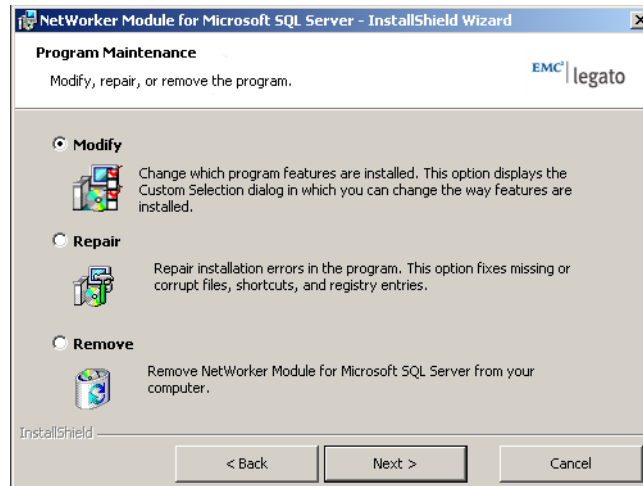 NetWorker Module for Microsoft SQL Server - InstallShield Wizard
Program Maintenance
Modify, repair, or remove the program.
EMC² legato
Modify
Change which program features are installed. This option displays the
Custom Selection dialog in which you can change the way features are
installed.
Repair
Repair installation errors in the program. This option fixes missing or
corrupt files, shortcuts, and registry entries.
Remove
Remove NetWorker Module for Microsoft SQL Server from your
computer.
InstallShield
< Back
Next >
Cancel